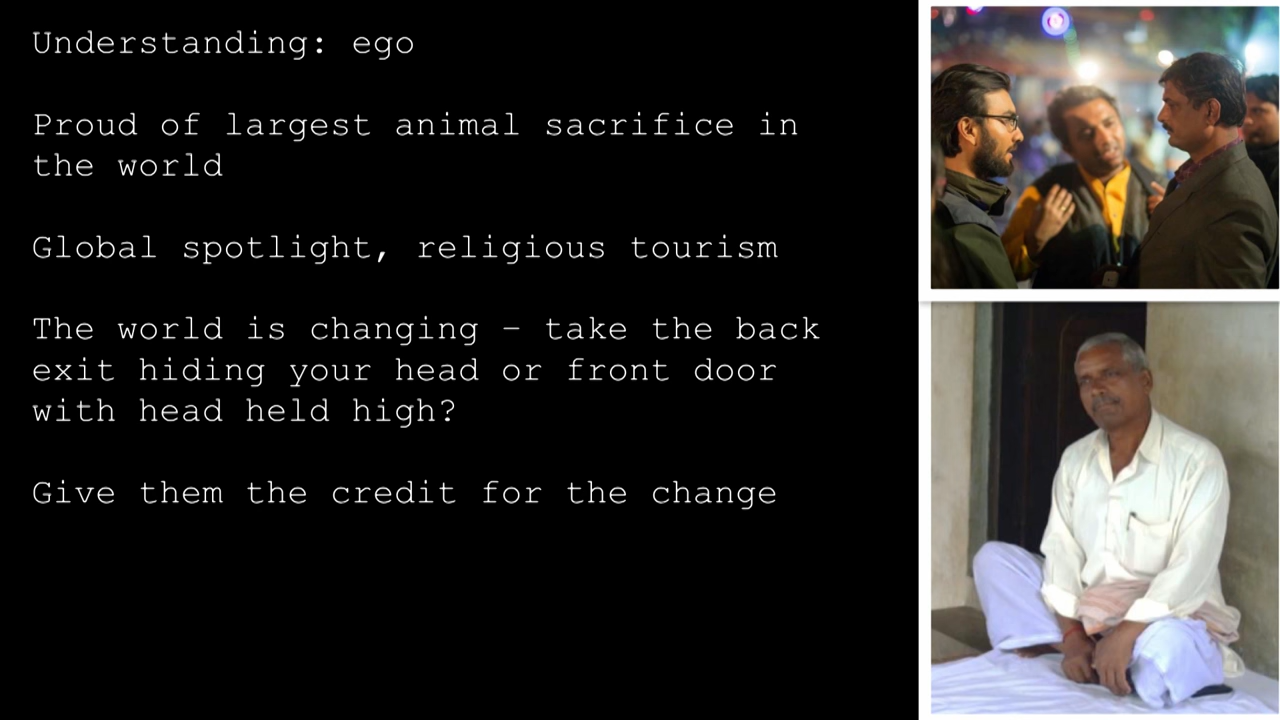 Understanding: ego
Proud of largest animal sacrifice in
the world
Global spotlight, religious tourism
The world is changing – take the back
exit hiding your head or front door
with head held high?
Give them the credit for the change